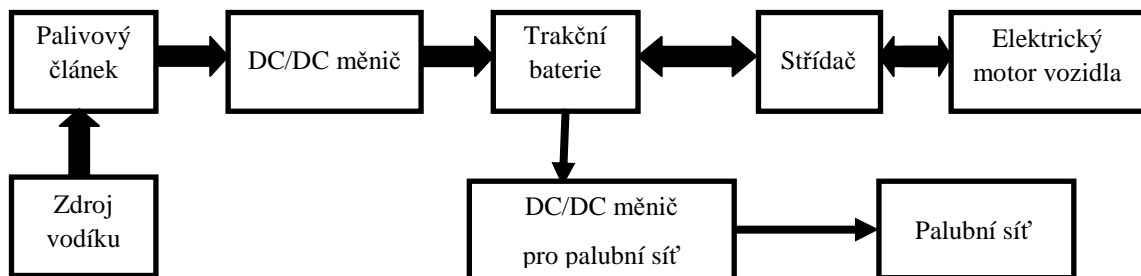 Palivový
článek
DC/DC měnič
Trakční
baterie
Střídač
Elektrický
motor vozidla
Zdroj
vodíku
DC/DC měnič
pro palubní síť
Palubní síť